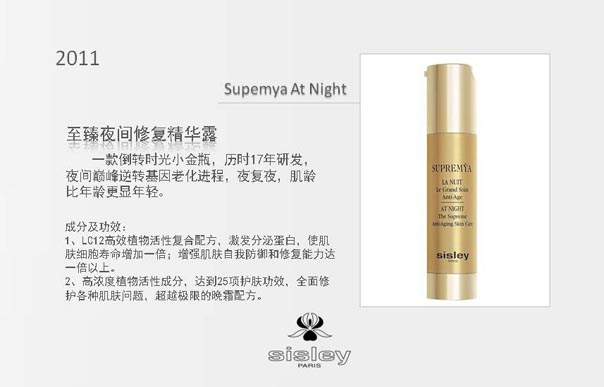 2011
Supemya At Night
至臻夜间修复精华露
一款倒转时光小金瓶，历时17年研发，
夜间巅峰逆转基因老化进程，夜复夜，肌龄
比年龄更显年轻。
成分及功效：
1、LC12高效植物活性复合配方，激发分泌蛋白，使肌
肤细胞寿命增加一倍；增强肌肤自我防御和修复能力达
一倍以上。
2、高浓度植物活性成分，达到25项护肤功效，全面修
护各种肌肤问题，超越极限的晚霜配方。
SUPREMŸA
LA NUIT
Le Grand Soin
Anti-Age
AT NIGHT
The Supreme
Anti-Aging Skin Care
sisley
PARIS
sisley
PARIS